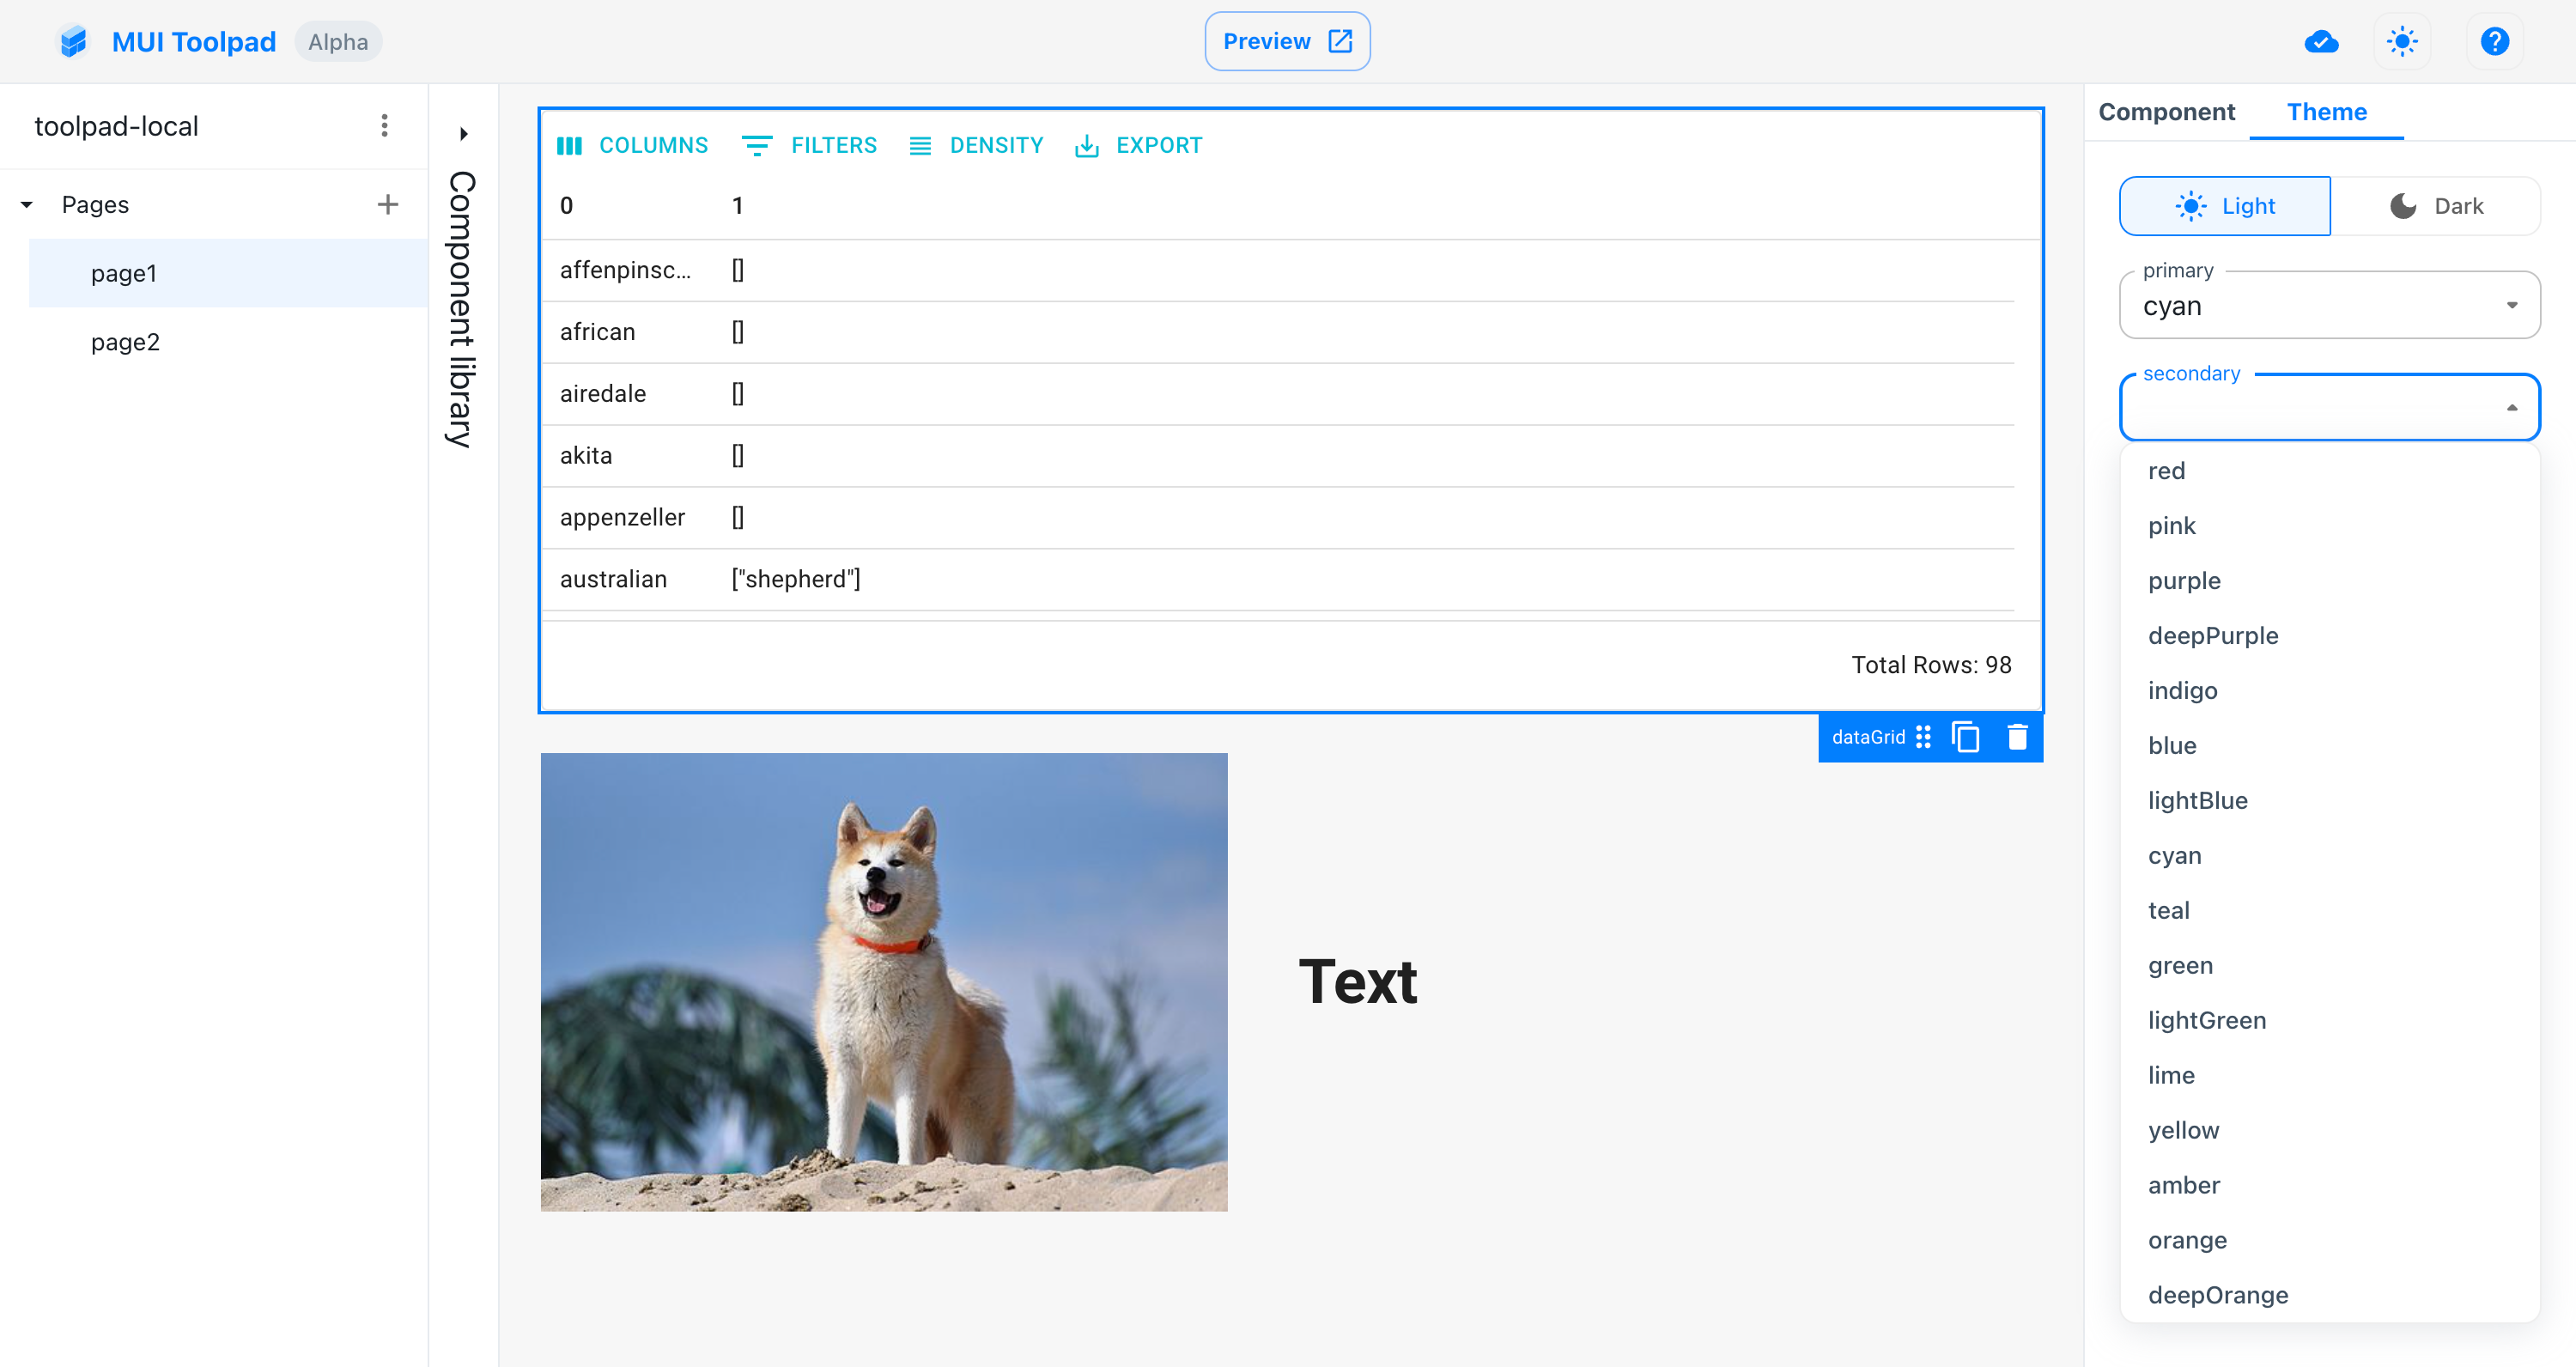 MUI Toolpad Alpha
Preview
?
toolpad-local
Pages
page1
page2
Component library
COLUMNS FILTERS DENSITY EXPORT
0 1
affenpinsc... []
african []
airedale []
akita []
appenzeller []
australian ["shepherd"]
Total Rows: 98
dataGrid
Text
Component Theme
Light Dark
primary
cyan
secondary
red
pink
purple
deepPurple
indigo
blue
lightBlue
cyan
teal
green
lightGreen
lime
yellow
amber
orange
deepOrange